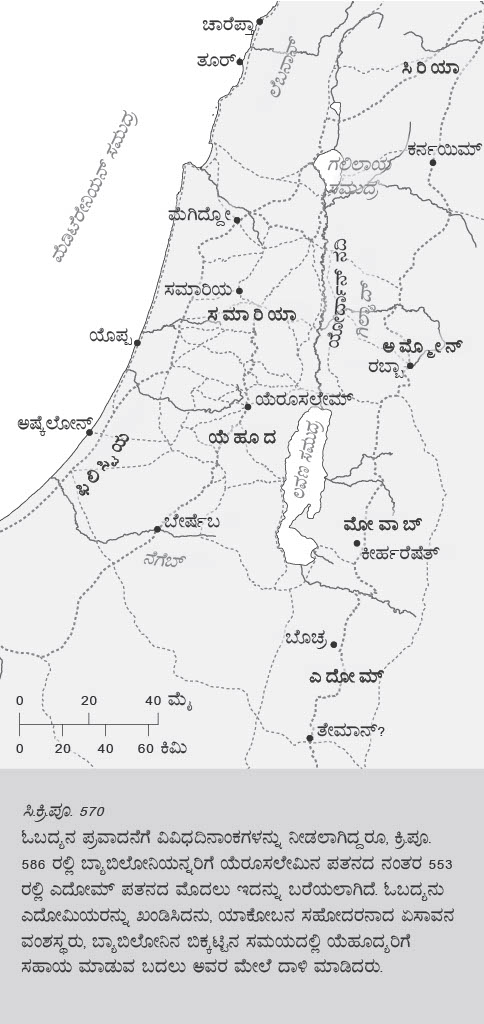 ಚಾರೆಪ್ತಾ
ತೂರ್
ಲೆಬನಾನ್
ಸಿರಿಯಾ
ಮೆಡಿಟರೇನಿಯನ್ ಸಮುದ್ರ
ಗಲಿಲಾಯ
ಸಮುದ್ರ
ಕರ್ನಯಿಮ್
ಮೆಗಿದ್ದೋ
ಸಮಾರಿಯ
ಸಮಾರಿಯಾ
ಯೊಪ್ಪ
ಅಮ್ಮೋನ್
ರಬ್ಬಾ
ಯೆರೂಸಲೇಮ್
ಅಷ್ಕೆಲೋನ್
ಯೆಹೂದ
ಲವಣ ಸಮುದ್ರ
ಬೇರ್ಷೆಬ
ಮೋವಾಬ್
ಕೀರ್ಹರೆಷೆತ್
ನೆಗೆಬ್
ಬೊಚ್ರ
ಎದೋಮ್
0 20 40 ಮೈ
0 20 40 60 ಕಿಮಿ
ತೇಮಾನ್?
ಸಿ.ಕ್ರಿ.ಪೂ. 570
ಓಬದ್ಯನ ಪ್ರವಾದನೆಗೆ ವಿವಿಧದಿನಾಂಕಗಳನ್ನು ನೀಡಲಾಗಿದ್ದರೂ, ಕ್ರಿ.ಪೂ.
586 ರಲ್ಲಿ ಬ್ಯಾಬಿಲೋನಿಯನ್ನರಿಗೆ ಯೆರೂಸಲೇಮಿನ ಪತನದ ನಂತರ 553
ರಲ್ಲಿ ಎದೋಮ್ ಪತನದ ಮೊದಲು ಇದನ್ನು ಬರೆಯಲಾಗಿದೆ. ಓಬದ್ಯನು
ಎದೋಮಿಯರನ್ನು ಖಂಡಿಸಿದನು, ಯಾಕೋಬನ ಸಹೋದರನಾದ ಏಸಾವನ
ವಂಶಸ್ಥರು, ಬ್ಯಾಬಿಲೋನಿನ ಬಿಕ್ಕಟ್ಟಿನ ಸಮಯದಲ್ಲಿ ಯೆಹೂದ್ಯರಿಗೆ
ಸಹಾಯ ಮಾಡುವ ಬದಲು ಅವರ ಮೇಲೆ ದಾಳಿ ಮಾಡಿದರು.